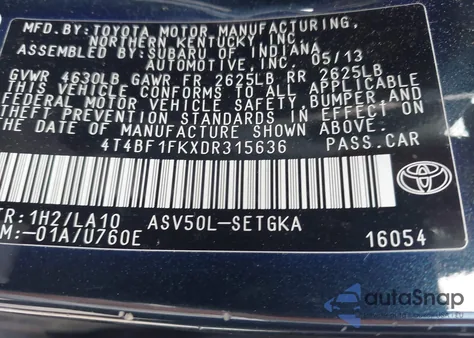 MFD. BY: TOYOTA MOTOR MANUFACTURING,
NORTHERN KENTUCKY, INC.
ASSEMBLED BY: SUBARU OF INDIANA
AUTOMOTIVE, INC. 05/13
GVWR 4630LB GAWR FR 2625LB RR 2625LB
THIS VEHICLE CONFORMS TO ALL APPLICABLE
FEDERAL MOTOR VEHICLE SAFETY, BUMPER AND
THEFT PREVENTION STANDARDS IN EFFECT ON
THE DATE OF MANUFACTURE SHOWN ABOVE.
4T4BF1FKXDR315636 PASS.CAR
TR:1H2/LA10 ASV50L-SETGKA
M:-01A/U760E
16054
autoSnap